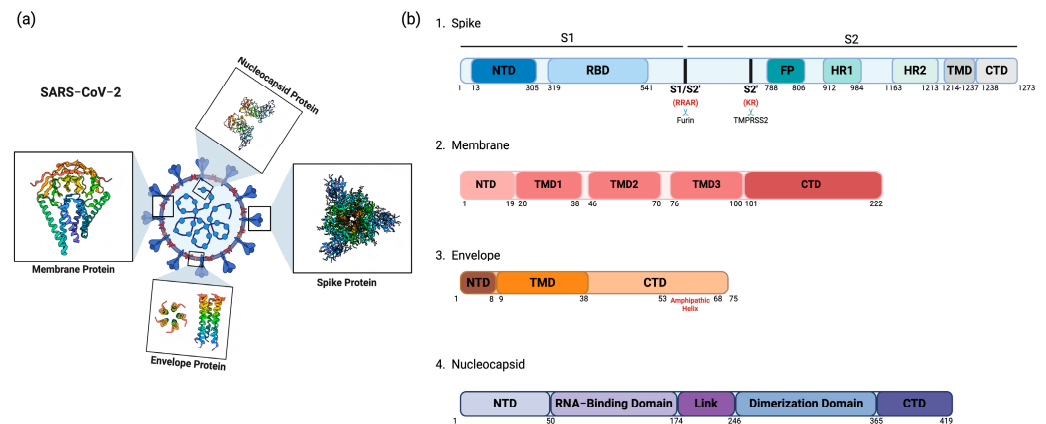 (a)
SARS-CoV-2
Nucleocapsid Protein
Membrane Protein
Spike Protein
Envelope Protein
(b)
1. Spike
S1
S2
NTD
RBD
FP
HR1
HR2
TMD
CTD
1 13 305 319 541 S1/S2' S2' 788 806 912 984 1163 1213 1214-1237 1238 1273
(RRAR) (KR)
Furin TMPRSS2
2. Membrane
NTD TMD1 TMD2 TMD3 CTD
1 19 20 38 46 70 76 100 101 222
3. Envelope
NTD TMD CTD
1 8 9 38 53 Amphipathic 68 75
Helix
4. Nucleocapsid
NTD RNA-Binding Domain Link Dimerization Domain CTD
1 50 174 246 365 419